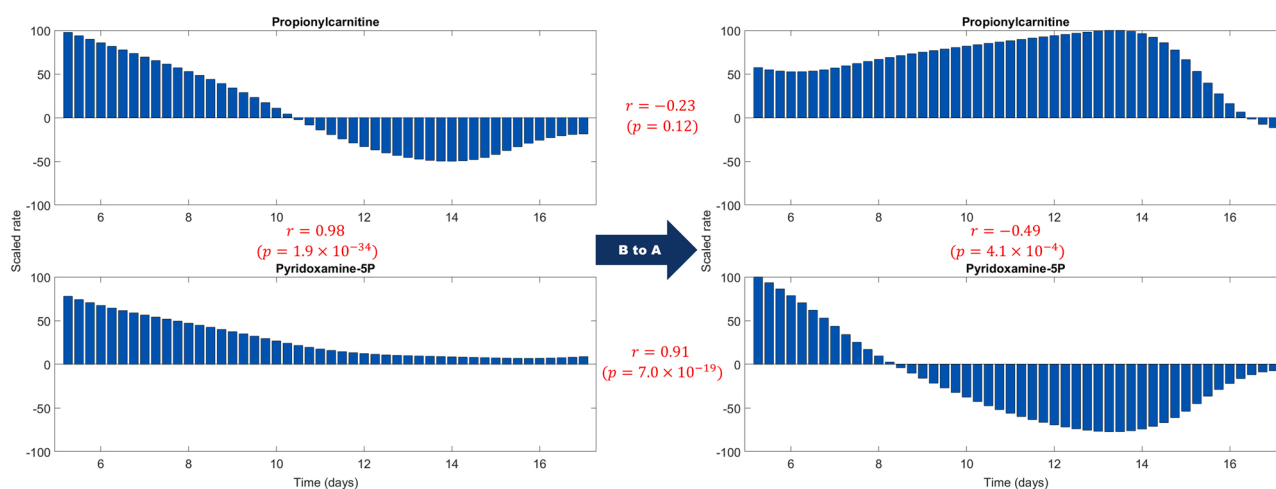 Propionylcarnitine
100
50
0
-50
-100
6
8
10
12
14
16
Scaled rate
r = 0.98
(p = 1.9 × 10⁻³⁴)
Pyridoxamine-5P
100
50
0
-50
-100
6
8
10
12
14
16
Time (days)
r = −0.23
(p = 0.12)
B to A
r = 0.91
(p = 7.0 × 10⁻¹⁹)
Propionylcarnitine
100
50
0
-50
-100
6
8
10
12
14
16
Scaled rate
r = −0.49
(p = 4.1 × 10⁻⁴)
Pyridoxamine-5P
100
50
0
-50
-100
6
8
10
12
14
16
Time (days)